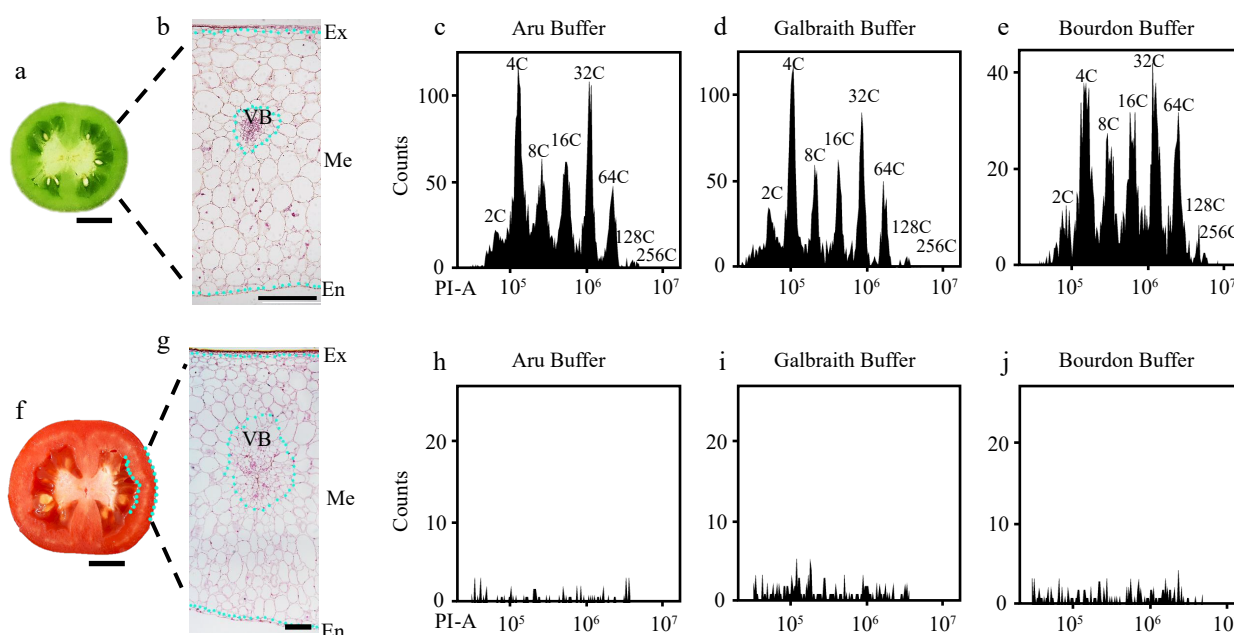 a
b
Ex
VB
Me
En
c
Aru Buffer
Counts
100
50
0
2C
4C
8C
16C
32C
64C
128C
256C
PI-A
10⁵
10⁶
10⁷
d
Galbraith Buffer
100
50
0
2C
4C
8C
16C
32C
64C
128C
256C
10⁵
10⁶
10⁷
e
Bourdon Buffer
40
20
0
2C
4C
8C
16C
32C
64C
128C
256C
10⁵
10⁶
10⁷
f
g
Ex
VB
Me
En
h
Aru Buffer
Counts
20
10
0
PI-A
10⁵
10⁶
10⁷
i
Galbraith Buffer
20
10
0
10⁵
10⁶
10⁷
j
Bourdon Buffer
20
10
0
10⁵
10⁶
10⁷